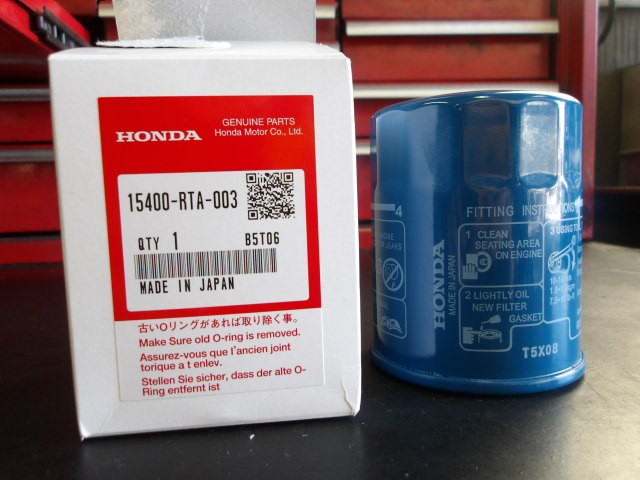 GENUINE PARTS
HONDA Honda Motor Co., Ltd.
15400-RTA-003
QTY 1 B5T06
MADE IN JAPAN
古いOリングがあれば取り除く事。
Make Sure old O-ring is removed.
Assurez-vous que l'ancien joint
torique a t enlev.
Stellen Sie sicher, dass der alte O-
Ring entfernt ist
4
HONDA
MADE IN JAPAN
FITTING
1 CLEAN
SEATING AREA
ON ENGINE
2 LIGHTLY OIL
NEW FILTER
GASKET
3 USING
T5X08